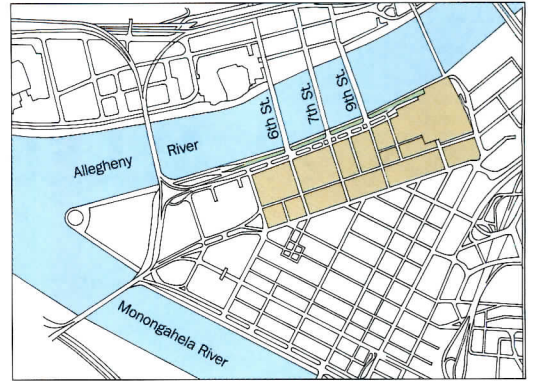 6th St.
7th St.
9th St.
Allegheny River
Monongahela River